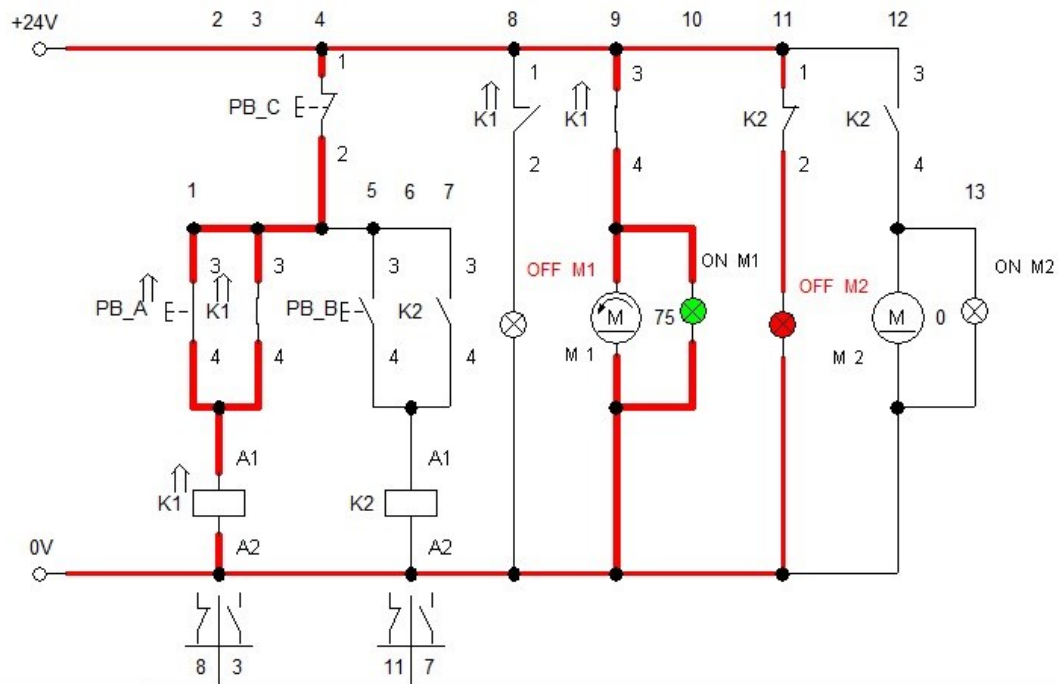 2 3 4 8 9 10 11 12
+24V
1 1 3 1 3
PB_C K1 K1 K2 K2
2 2 4 2 4
1 5 6 7 13
OFF M1 ON M1 OFF M2 ON M2
3 3 3 3
PB_A K1 PB_B K2
M 75 M 0
4 4 4 4 M 1 M 2
A1 A1
K1 K2
0V A2 A2
8 3 11 7